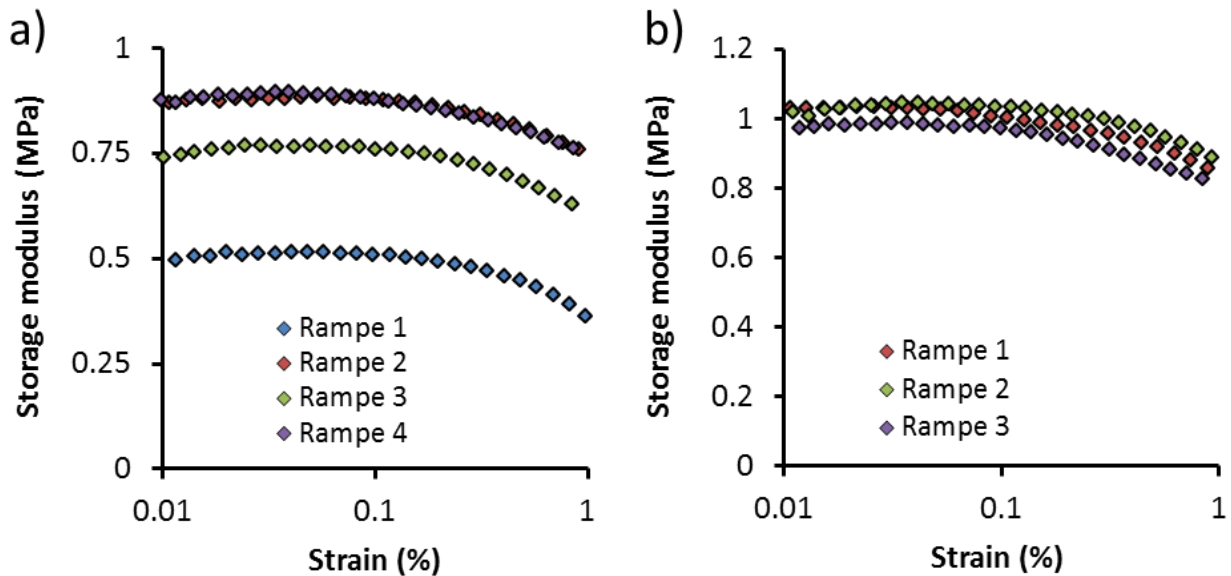 a)
Storage modulus (MPa)
1
0.75
0.5
0.25
0
Rampe 1
Rampe 2
Rampe 3
Rampe 4
0.01
0.1
1
Strain (%)
b)
Storage modulus (MPa)
1.2
1
0.8
0.6
0.4
0.2
0
Rampe 1
Rampe 2
Rampe 3
0.01
0.1
1
Strain (%)